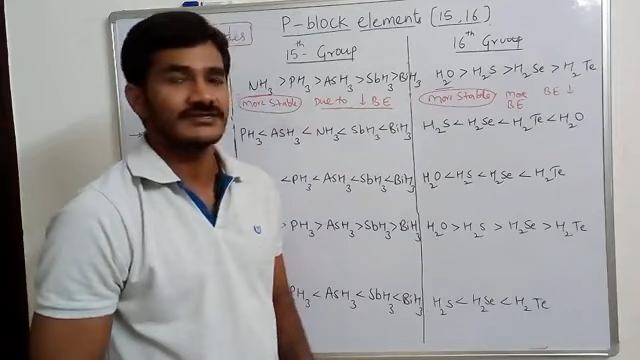 P-block elements (15,16)
des
15th Group
16th Gruoup
NH3 > PH3 > AsH3 > SbH3 > BiH3
H2O > H2S > H2Se > H2Te
more stable Due to ↓ BE
more stable more BE BE ↓
PH3 < ASH3 < NH3 < SbH3 < BiH3
H2S < H2Se < H2Te < H2O
< PH3 < ASH3 < SbH3 < BiH3
H2O < H2S < H2Se < H2Te
> PH3 > ASH3 > SbH3 > BiH3
H2O > H2S > H2Se > H2Te
PH3 < ASH3 < SbH3 < BiH3
H2S < H2Se < H2Te